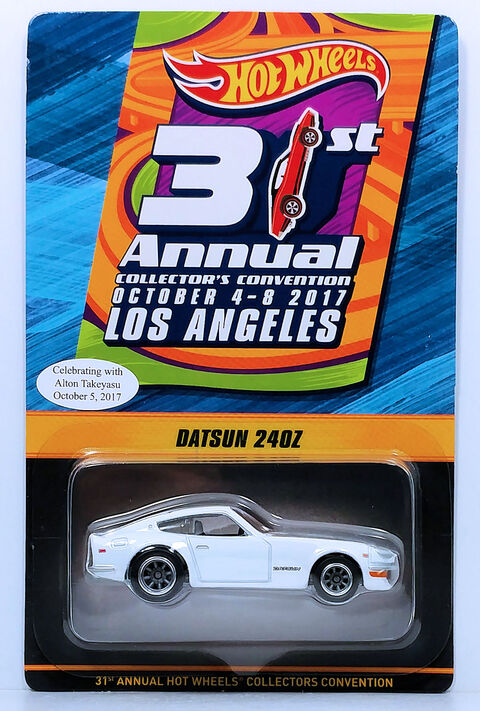 HOT WHEELS
31st
Annual
COLLECTOR'S CONVENTION
OCTOBER 4-8 2017
LOS ANGELES
Celebrating with
Alton Takeyasu
October 5, 2017
DATSUN 240Z
31ST ANNUAL HOT WHEELS® COLLECTORS CONVENTION